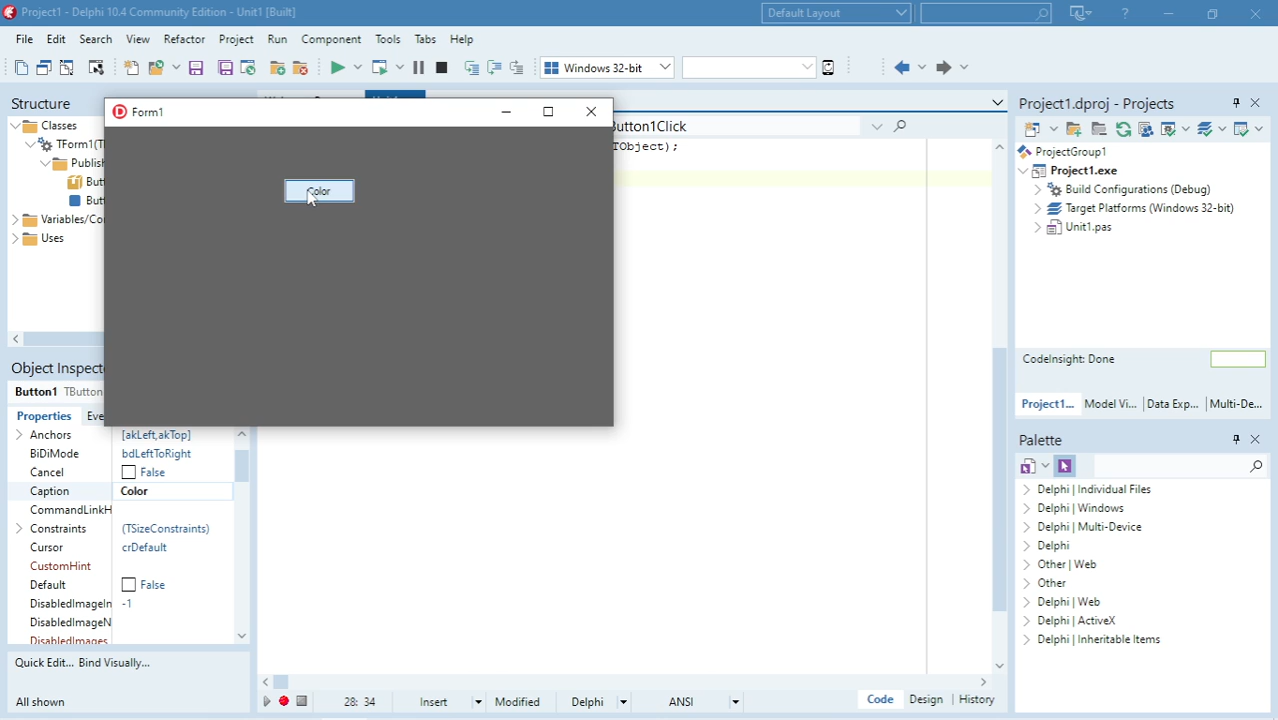 Project1 - Delphi 10.4 Community Edition - Unit1 [Built]
Default Layout
?
File Edit Search View Refactor Project Run Component Tools Tabs Help
Windows 32-bit
Structure
Classes
Publish
Variables/Co
Uses
Form1
Color
Button1Click
TObject);
Project1.dproj - Projects
ProjectGroup1
Project1.exe
Build Configurations (Debug)
Target Platforms (Windows 32-bit)
Unit1.pas
CodeInsight: Done
Project1... Model Vi... Data Exp... Multi-De...
Object Inspect
Button1 TButton
Properties Eve
Anchors [akLeft,akTop]
BiDiMode bdLeftToRight
Cancel False
Caption Color
CommandLinkH
Constraints (TSizeConstraints)
Cursor crDefault
CustomHint
Default False
DisabledImageIn -1
DisabledImageN
DisabledImages
Quick Edit... Bind Visually...
All shown
28: 34 Insert Modified Delphi ANSI
Code Design History
Palette
Delphi | Individual Files
Delphi | Windows
Delphi | Multi-Device
Delphi
Other | Web
Other
Delphi | Web
Delphi | ActiveX
Delphi | Inheritable Items